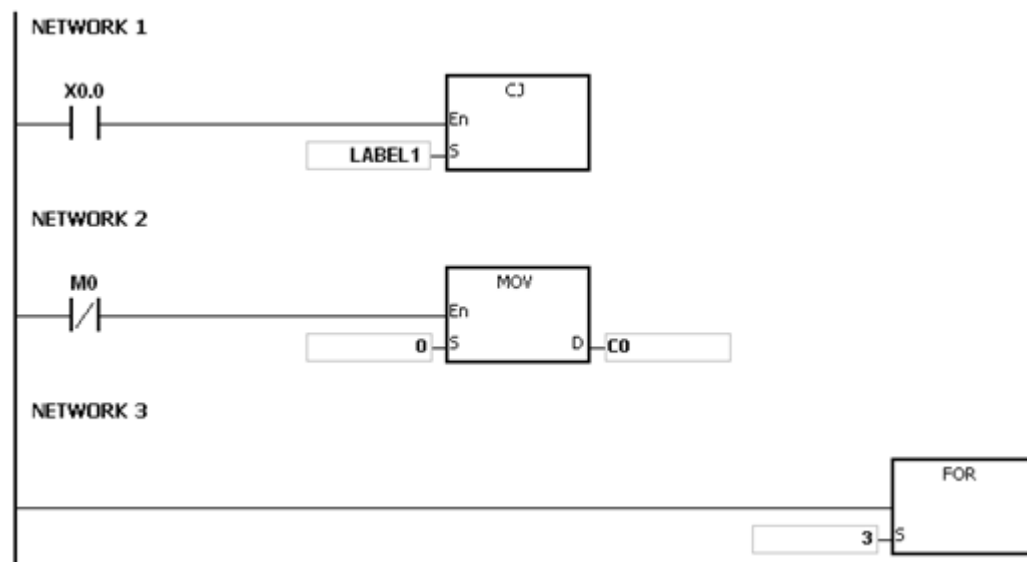 NETWORK 1
X0.0
CJ
En
LABEL1 S
NETWORK 2
M0
MOV
En
0 S D C0
NETWORK 3
FOR
3 S